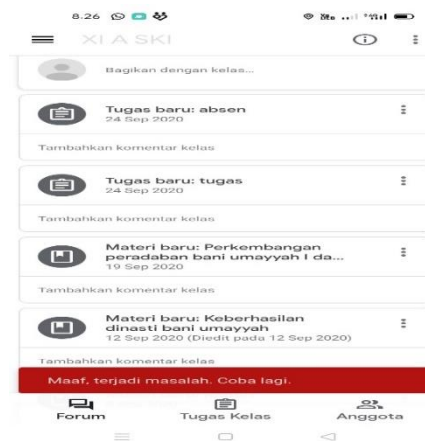 8.26
XI A SKI
Bagikan dengan kelas...
Tugas baru: absen
24 Sep 2020
Tambahkan komentar kelas
Tugas baru: tugas
24 Sep 2020
Tambahkan komentar kelas
Materi baru: Perkembangan
peradaban bani umayyah I da...
19 Sep 2020
Tambahkan komentar kelas
Materi baru: Keberhasilan
dinasti bani umayyah
12 Sep 2020 (Diedit pada 12 Sep 2020)
Tambahkan komentar kelas
Maaf, terjadi masalah. Coba lagi.
Forum Tugas Kelas Anggota